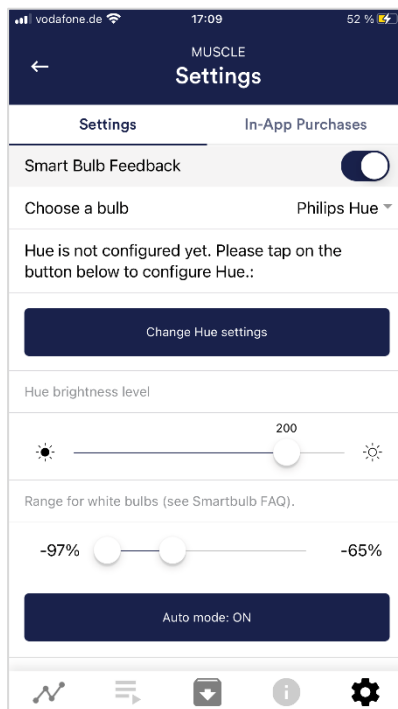 vodafone.de 17:09 52 %
MUSCLE
Settings
Settings In-App Purchases
Smart Bulb Feedback
Choose a bulb Philips Hue
Hue is not configured yet. Please tap on the
button below to configure Hue.:
Change Hue settings
Hue brightness level
200
Range for white bulbs (see Smartbulb FAQ).
-97% -65%
Auto mode: ON